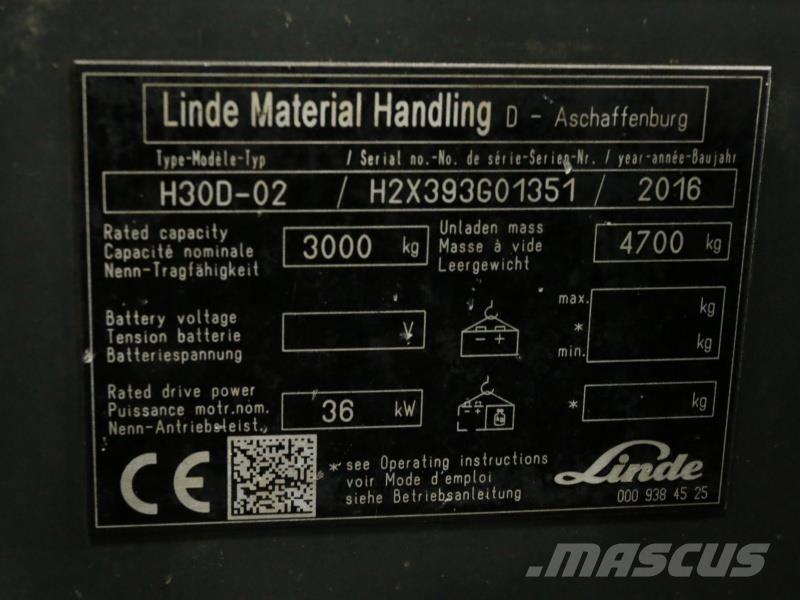 Linde Material Handling D - Aschaffenburg
Type-Modèle-Typ / Serial no.-No. de série-Serien-Nr. / year-année-Baujahr
H30D-02 / H2X393G01351 / 2016
Rated capacity
Capacité nominale
Nenn-Tragfähigkeit
3000 kg
Unladen mass
Masse à vide
Leergewicht
4700 kg
Battery voltage
Tension batterie
Batteriespannung
V
- +
max.
*
min.
kg
kg
Rated drive power
Puissance motr.nom.
Nenn-Antriebsleist.
36 kW
- +
kg
*
kg
CE
*see Operating instructions
voir Mode d'emploi
siehe Betriebsanleitung
Linde
000 938 45 25
MASCUS